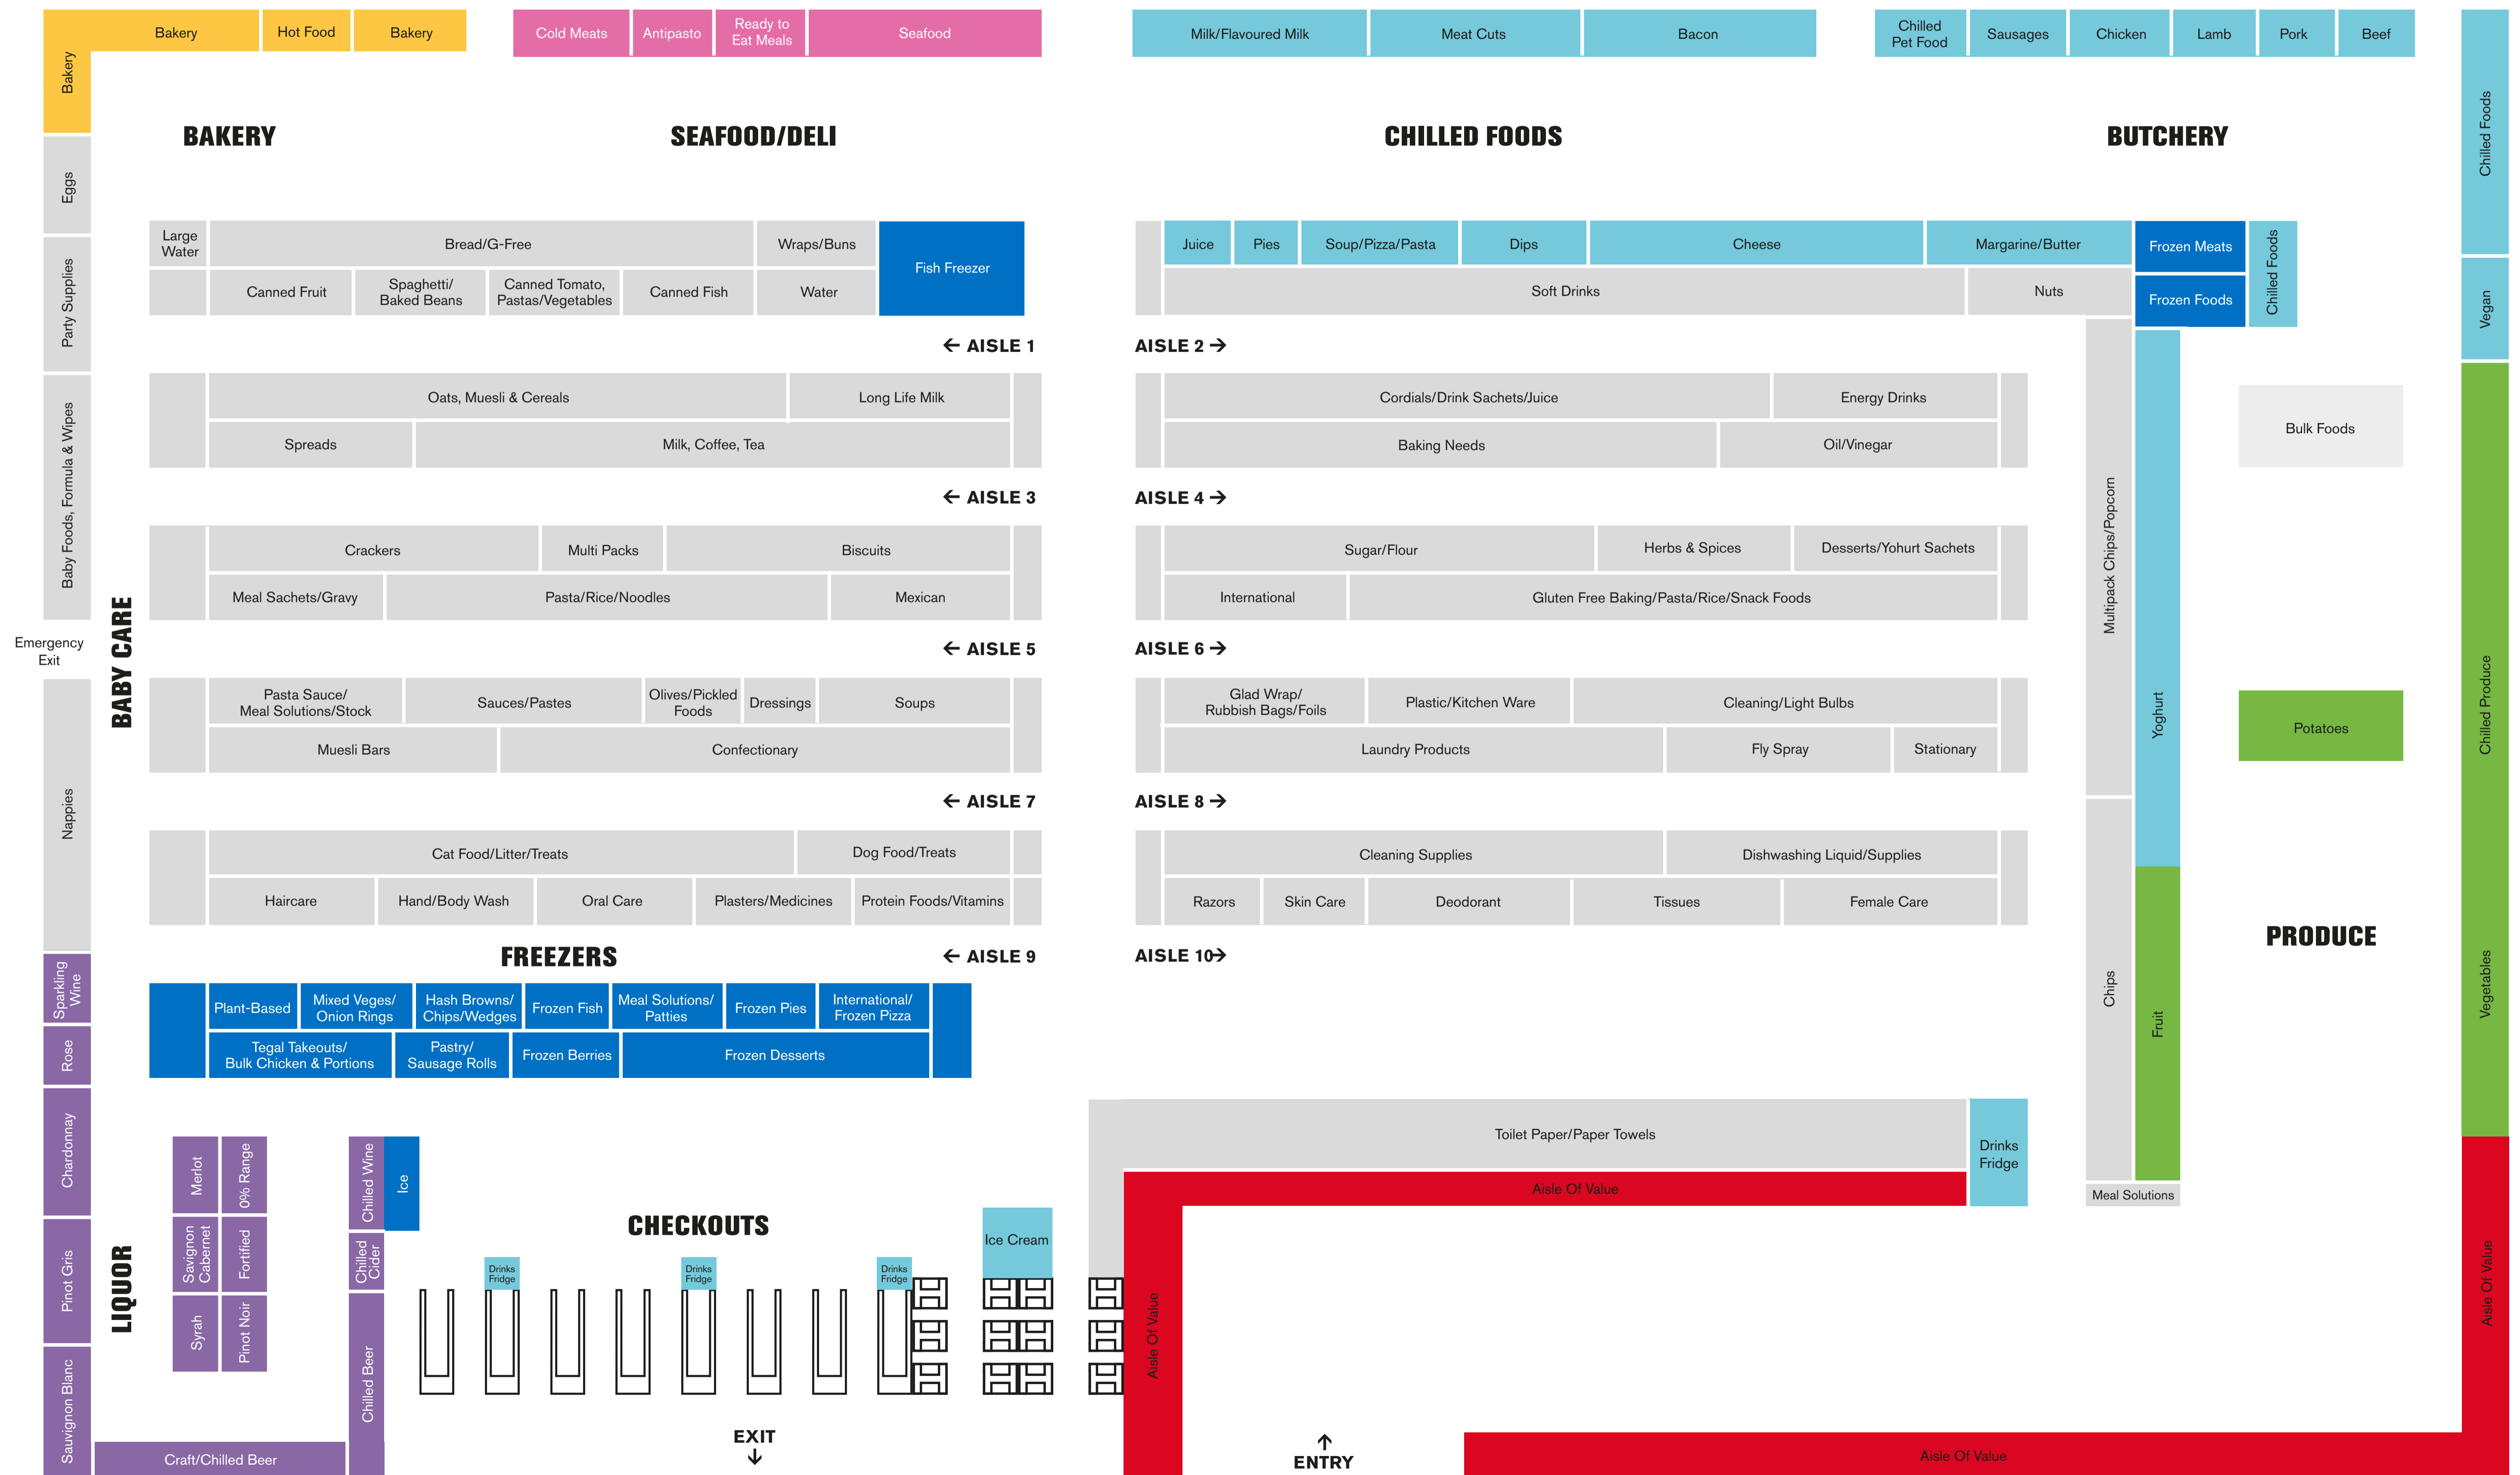 Bakery
Hot Food
Bakery
Cold Meats
Antipasto
Ready to
Eat Meals
Seafood
Milk/Flavoured Milk
Meat Cuts
Bacon
Chilled
Pet Food
Sausages
Chicken
Lamb
Pork
Beef
Bakery
Eggs
Party Supplies
Baby Foods, Formula & Wipes
Emergency
Exit
Nappies
Sparkling
Wine
Rose
Chardonnay
Pinot Gris
Sauvignon Blanc
BAKERY
SEAFOOD/DELI
CHILLED FOODS
BUTCHERY
Chilled Foods
Vegan
Chilled Produce
Vegetables
Aisle Of Value
Large
Water
Bread/G-Free
Wraps/Buns
Fish Freezer
Canned Fruit
Spaghetti/
Baked Beans
Canned Tomato,
Pastas/Vegetables
Canned Fish
Water
Juice
Pies
Soup/Pizza/Pasta
Dips
Cheese
Margarine/Butter
Frozen Meats
Frozen Foods
Chilled Foods
Soft Drinks
Nuts
← AISLE 1
AISLE 2 →
Oats, Muesli & Cereals
Long Life Milk
Spreads
Milk, Coffee, Tea
Cordials/Drink Sachets/Juice
Energy Drinks
Baking Needs
Oil/Vinegar
Multipack Chips/Popcorn
Yoghurt
Bulk Foods
← AISLE 3
AISLE 4 →
Crackers
Multi Packs
Biscuits
Meal Sachets/Gravy
Pasta/Rice/Noodles
Mexican
Sugar/Flour
Herbs & Spices
Desserts/Yohurt Sachets
International
Gluten Free Baking/Pasta/Rice/Snack Foods
BABY CARE
← AISLE 5
AISLE 6 →
Pasta Sauce/
Meal Solutions/Stock
Sauces/Pastes
Olives/Pickled
Foods
Dressings
Soups
Muesli Bars
Confectionary
Glad Wrap/
Rubbish Bags/Foils
Plastic/Kitchen Ware
Cleaning/Light Bulbs
Laundry Products
Fly Spray
Stationary
Potatoes
← AISLE 7
AISLE 8 →
Cat Food/Litter/Treats
Dog Food/Treats
Haircare
Hand/Body Wash
Oral Care
Plasters/Medicines
Protein Foods/Vitamins
Cleaning Supplies
Dishwashing Liquid/Supplies
Razors
Skin Care
Deodorant
Tissues
Female Care
Chips
Fruit
PRODUCE
FREEZERS
← AISLE 9
AISLE 10→
Plant-Based
Mixed Veges/
Onion Rings
Hash Browns/
Chips/Wedges
Frozen Fish
Meal Solutions/
Patties
Frozen Pies
International/
Frozen Pizza
Tegal Takeouts/
Bulk Chicken & Portions
Pastry/
Sausage Rolls
Frozen Berries
Frozen Desserts
Toilet Paper/Paper Towels
Drinks
Fridge
Aisle Of Value
Meal Solutions
LIQUOR
Merlot
0% Range
Savignon
Cabernet
Fortified
Syrah
Pinot Noir
Chilled Wine
Ice
Chilled
Cider
Chilled Beer
Craft/Chilled Beer
CHECKOUTS
Drinks
Fridge
Drinks
Fridge
Drinks
Fridge
Ice Cream
Aisle Of Value
EXIT
↓
↑
ENTRY
Aisle Of Value